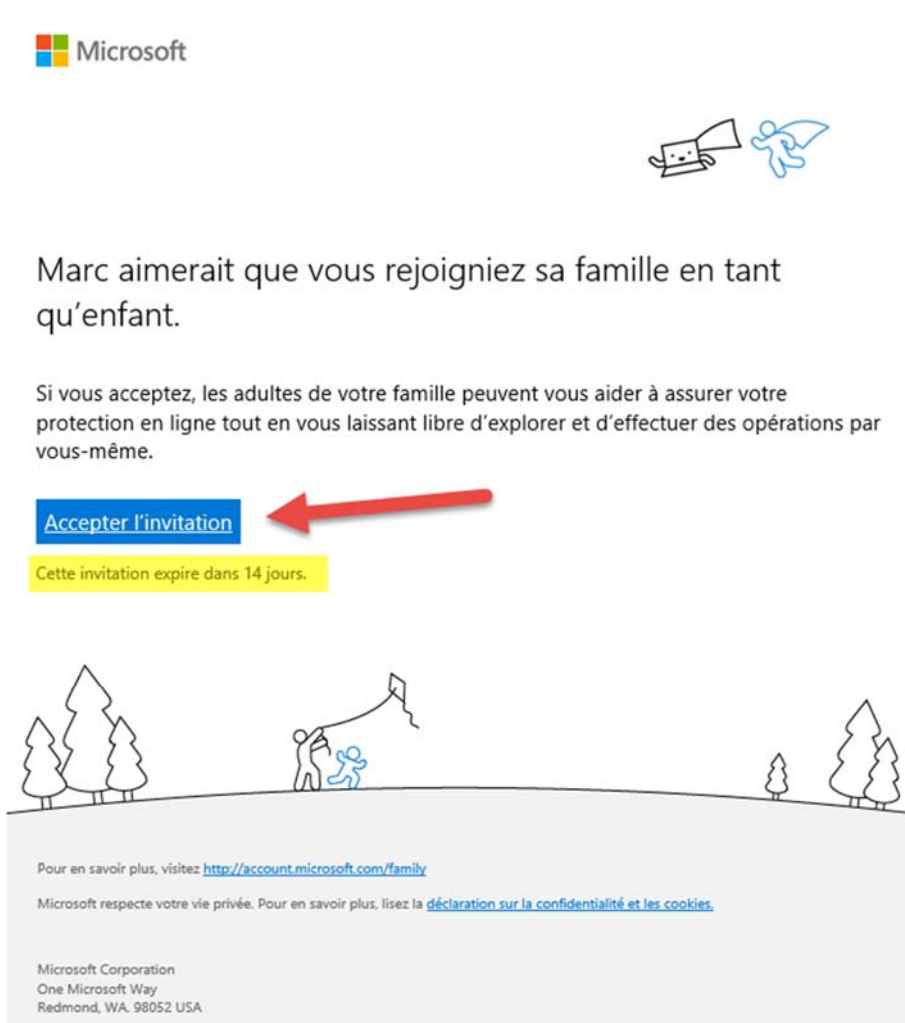 Microsoft
Marc aimerait que vous rejoigniez sa famille en tant
qu'enfant.
Si vous acceptez, les adultes de votre famille peuvent vous aider à assurer votre
protection en ligne tout en vous laissant libre d'explorer et d'effectuer des opérations par
vous-même.
Accepter l'invitation
Cette invitation expire dans 14 jours.
Pour en savoir plus, visitez http://account.microsoft.com/family
Microsoft respecte votre vie privée. Pour en savoir plus, lisez la déclaration sur la confidentialité et les cookies.
Microsoft Corporation
One Microsoft Way
Redmond, WA. 98052 USA